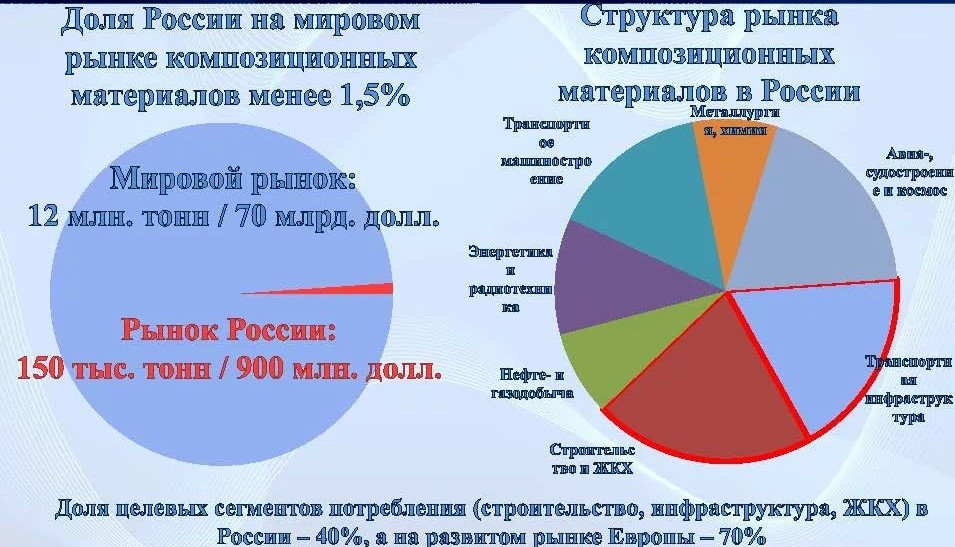 Доля России на мировом
рынке композиционных
материалов менее 1,5%
Мировой рынок:
12 млн. тонн / 70 млрд. долл.
Рынок России:
150 тыс. тонн / 900 млн. долл.
Структура рынка
композиционных
материалов в России
Металлурги
я, химия
Авиа-,
судостроени
е и космос
Транспортн
ая
инфраструк
тура
Строительс
тво и ЖКХ
Нефте- и
газодобыча
Энергетика
и
радиотехни
ка
Транспортн
ое
машиностро
ение
Доля целевых сегментов потребления (строительство, инфраструктура, ЖКХ) в
России – 40%, а на развитом рынке Европы – 70%